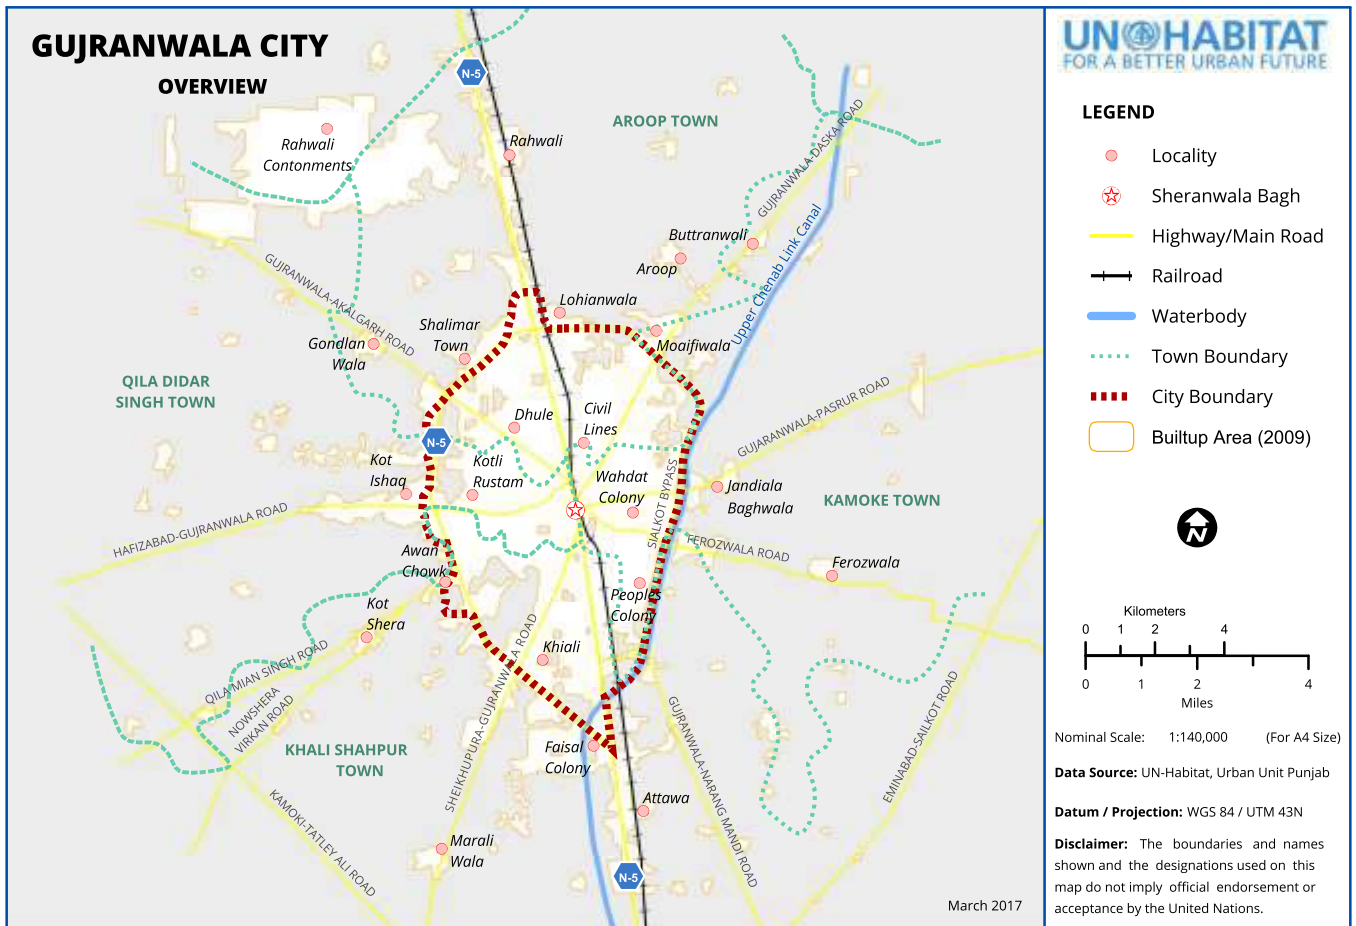 GUJRANWALA CITY
OVERVIEW
N-5
AROOP TOWN
Rahwali
Contonments
Rahwali
GUJRANWALA-DASKA ROAD
Buttranwali
Aroop
Upper Chenab Link Canal
GUJRANWALA-AKALGARH ROAD
Lohianwala
Shalimar
Town
Moaifiwala
Gondlan
Wala
QILA DIDAR
SINGH TOWN
GUJARANWALA-PASRUR ROAD
Dhule
Civil
Lines
N-5
Kot
Ishaq
Kotli
Rustam
Wahdat
Colony
SIALKOT BYPASS
Jandiala
Baghwala
KAMOKE TOWN
HAFIZABAD-GUJRANWALA ROAD
FEROZWALA ROAD
Awan
Chowk
Ferozwala
Peoples
Colony
Kot
Shera
Khiali
QILA MIAN SINGH ROAD
NOWSHERA
VIRKAN ROAD
SHEIKHUPURA-GUJRANWALA ROAD
GUJRANWALA-NARANG MANDI ROAD
EMINABAD-SAILKOT ROAD
KHALI SHAHPUR
TOWN
Faisal
Colony
KAMOKI-TATLEY ALI ROAD
Attawa
Marali
Wala
N-5
March 2017
UN HABITAT
FOR A BETTER URBAN FUTURE
LEGEND
Locality
Sheranwala Bagh
Highway/Main Road
Railroad
Waterbody
Town Boundary
City Boundary
Builtup Area (2009)
N
Kilometers
0 1 2 4
0 1 2 4
Miles
Nominal Scale: 1:140,000 (For A4 Size)
Data Source: UN-Habitat, Urban Unit Punjab
Datum / Projection: WGS 84 / UTM 43N
Disclaimer: The boundaries and names
shown and the designations used on this
map do not imply official endorsement or
acceptance by the United Nations.